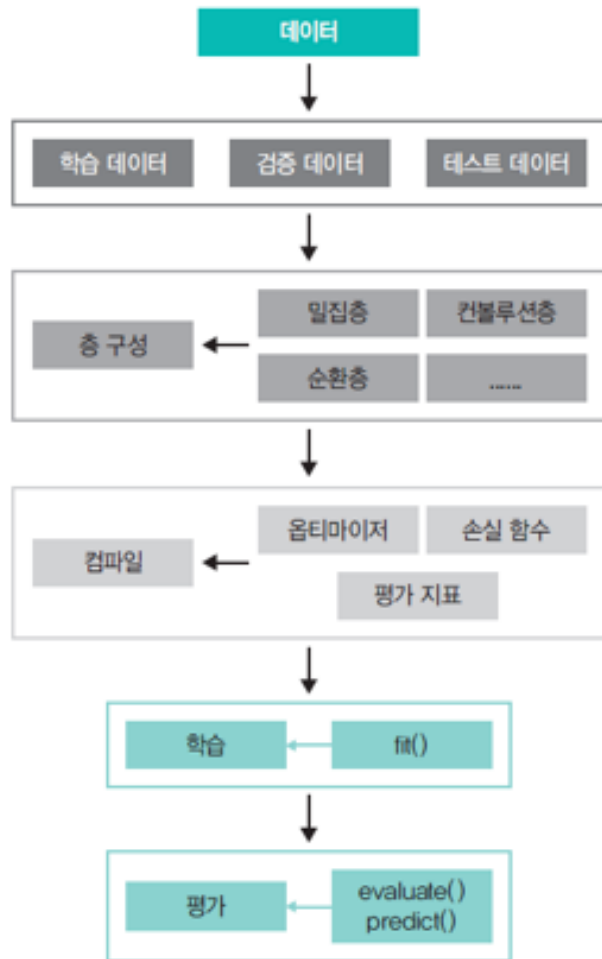 데이터
학습 데이터 검증 데이터 테스트 데이터
밀집층 컨볼루션층
층 구성
순환층 ......
옵티마이저 손실 함수
컴파일
평가 지표
학습 fit()
평가 evaluate()
predict()